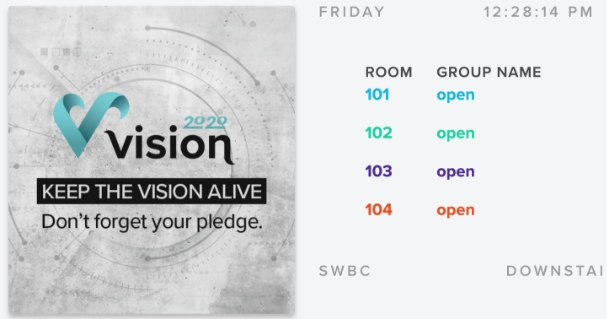 2020
vision
KEEP THE VISION ALIVE
Don't forget your pledge.
FRIDAY 12:28:14 PM
ROOM GROUP NAME
101 open
102 open
103 open
104 open
SWBC DOWNSTAI